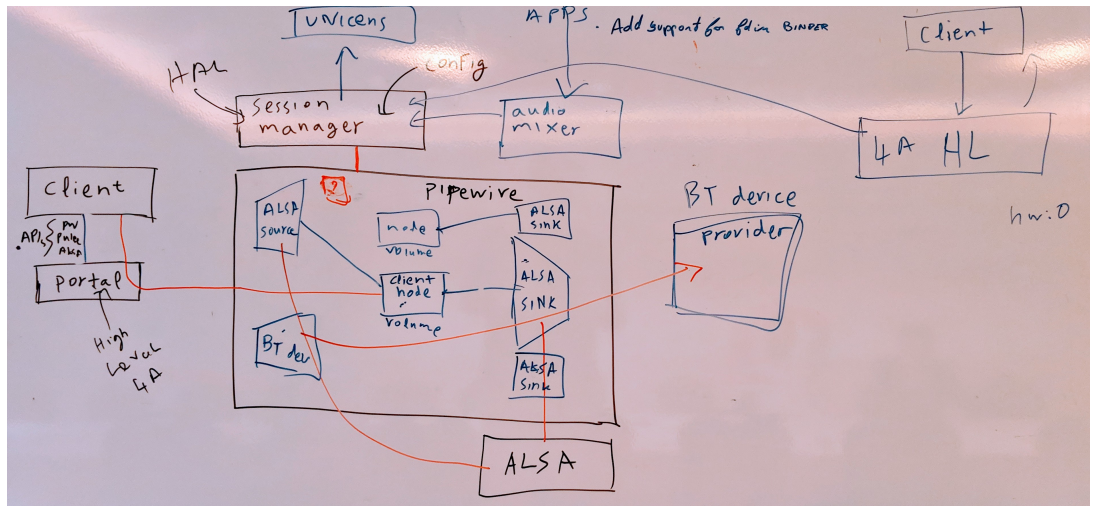 UNICENS
APPS
. Add support for BINDER
Client
HAL
config
Session
manager
audio
mixer
4A HL
Client
. APIs
PW
Pulse
ALSA
portal
High
Level
4A
?
pipewire
ALSA
source
node
volume
ALSA
sink
client
node
volume
ALSA
SINK
BT dev
ALSA
sink
ALSA
BT device
provider
hw:0